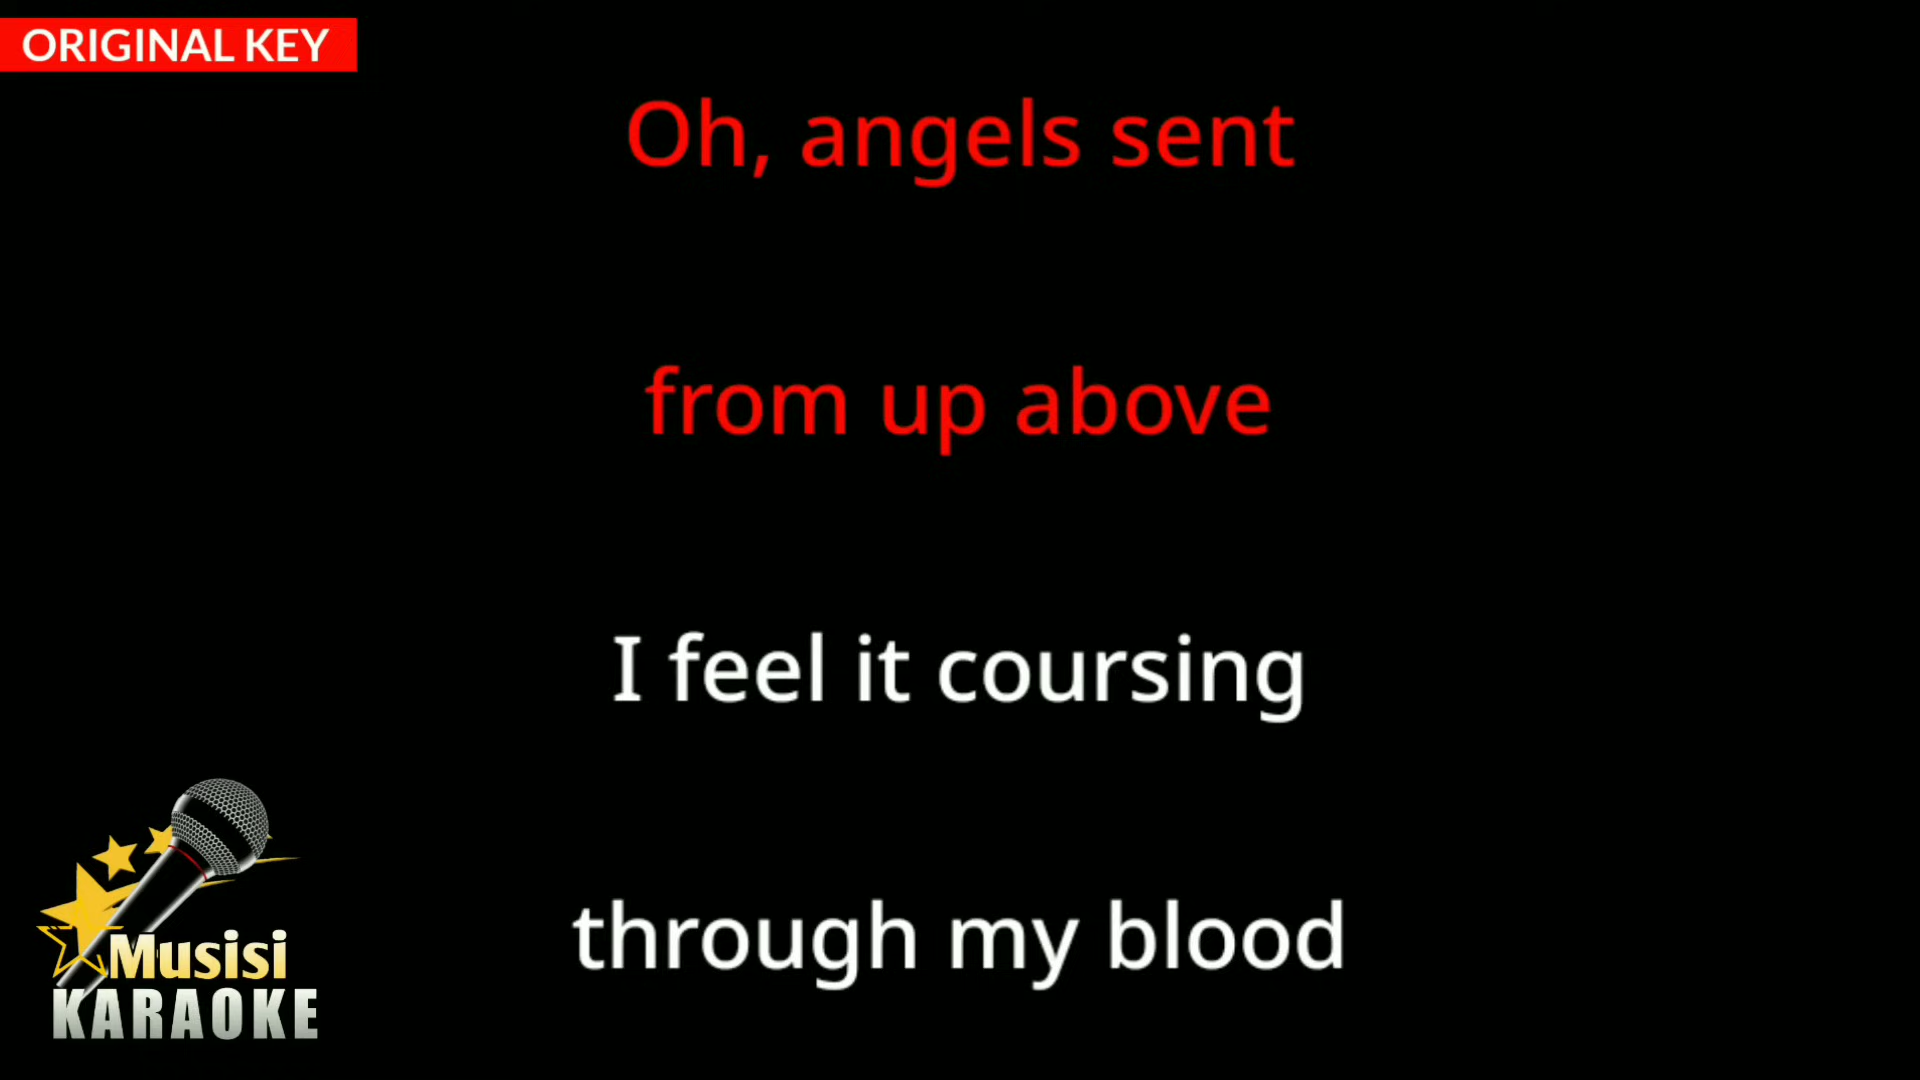 ORIGINAL KEY
Oh, angels sent
from up above
I feel it coursing
through my blood
Musisi
KARAOKE